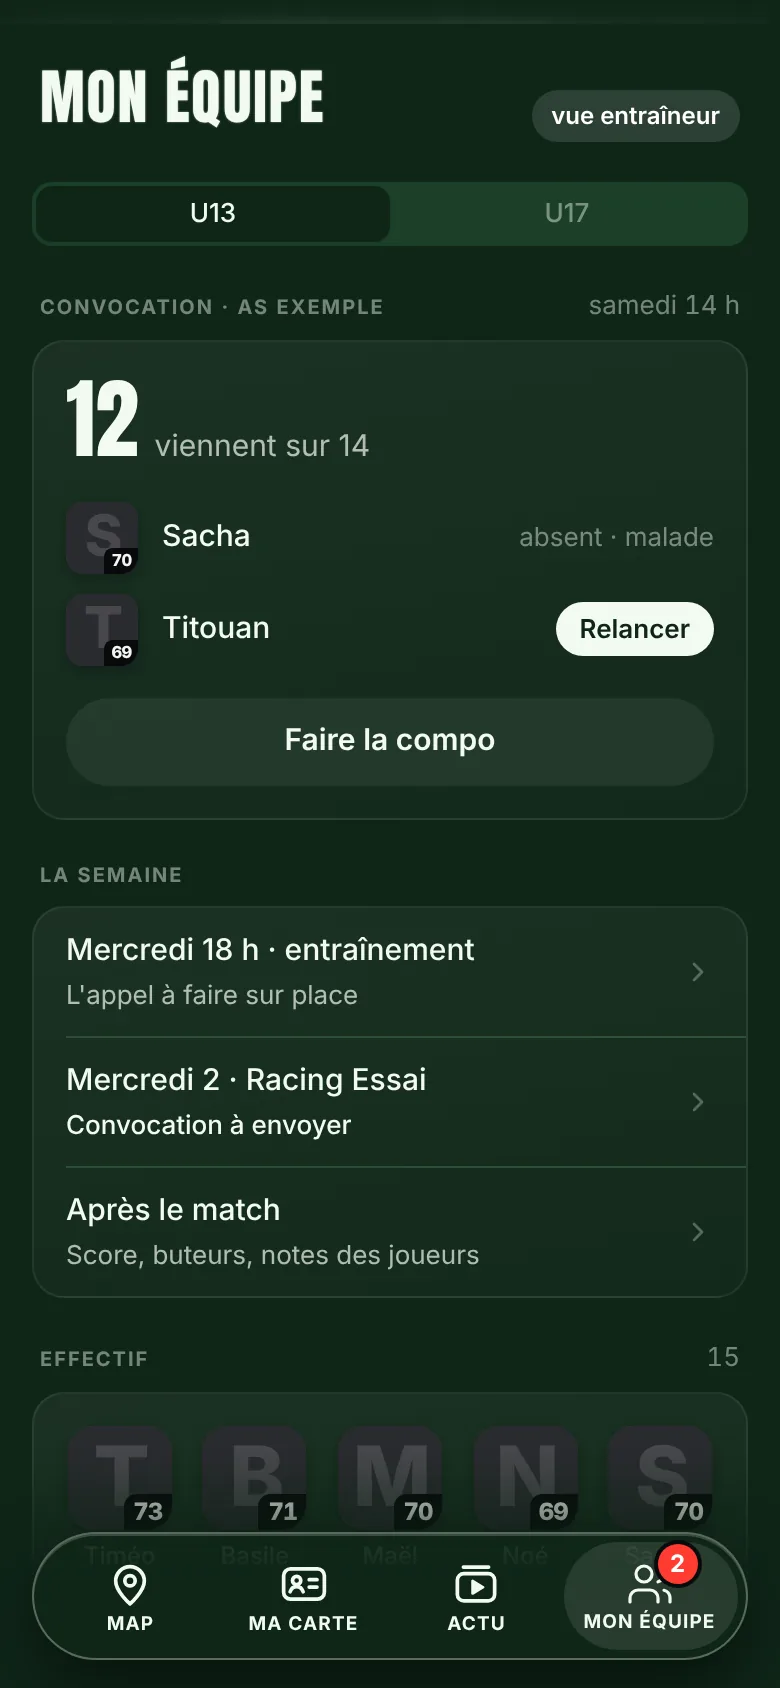 MON ÉQUIPE
vue entraîneur
U13
U17
CONVOCATION · AS EXEMPLE
samedi 14 h
12 viennent sur 14
S
70
Sacha
absent · malade
T
69
Titouan
Relancer
Faire la compo
LA SEMAINE
Mercredi 18 h · entraînement
L'appel à faire sur place
Mercredi 2 · Racing Essai
Convocation à envoyer
Après le match
Score, buteurs, notes des joueurs
EFFECTIF
15
T B M N S
73 71 70 69 70
Timéo Basile Maël Noé
2
MAP MA CARTE ACTU MON ÉQUIPE